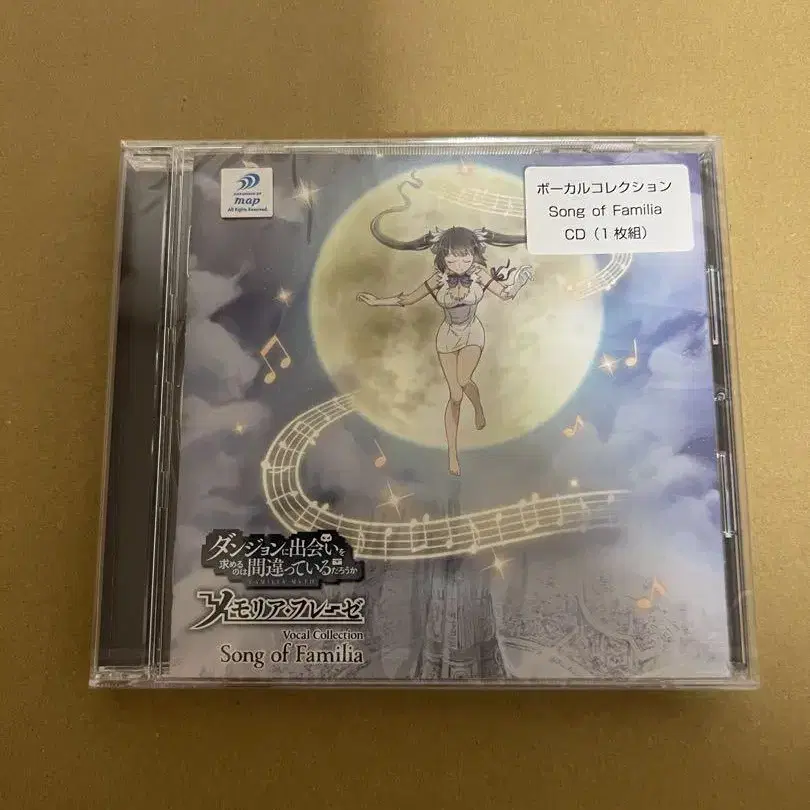 map
All Rights Reserved.
ボーカルコレクション
Song of Familia
CD（1枚組）
ダンジョンに出会いを
求めるのは間違っているだろうか
FAMILIA MYTH
メモリア・フレーゼ
Vocal Collection
Song of Familia